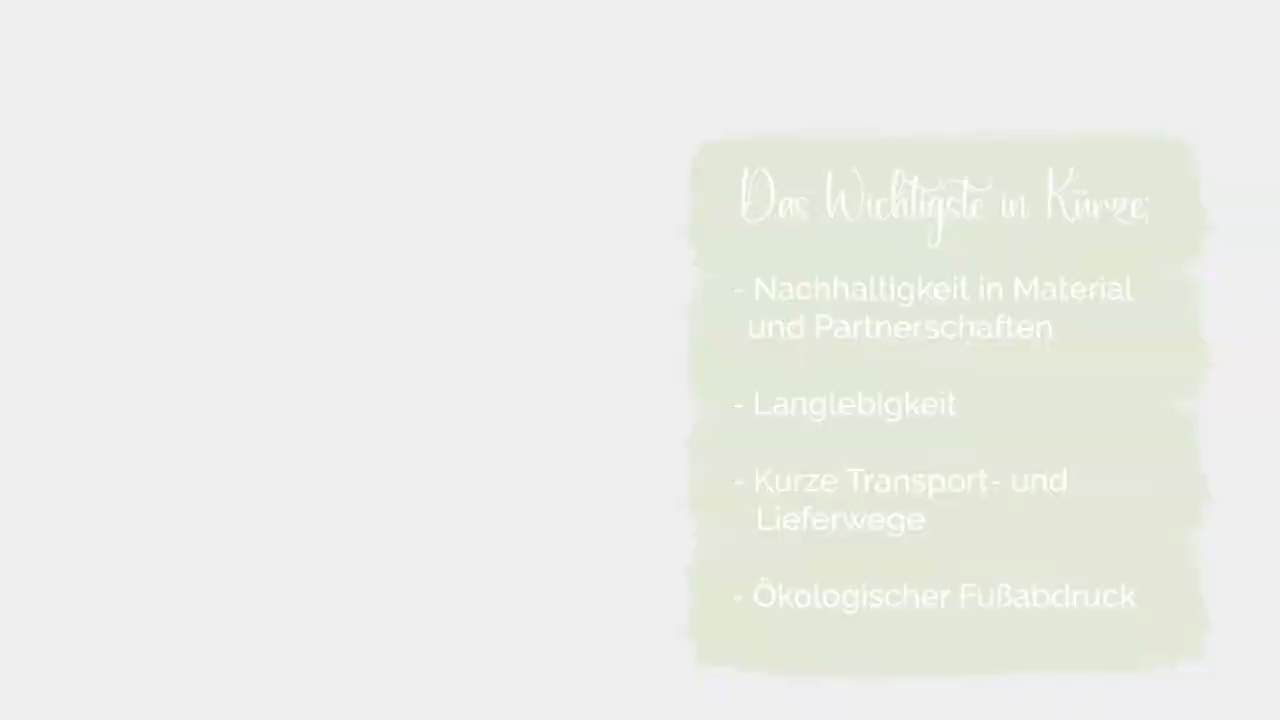 Das Wichtigste in Kürze:
- Nachhaltigkeit in Material
und Partnerschaften
- Langlebigkeit
- Kurze Transport- und
Lieferwege
- Ökologischer Fußabdruck